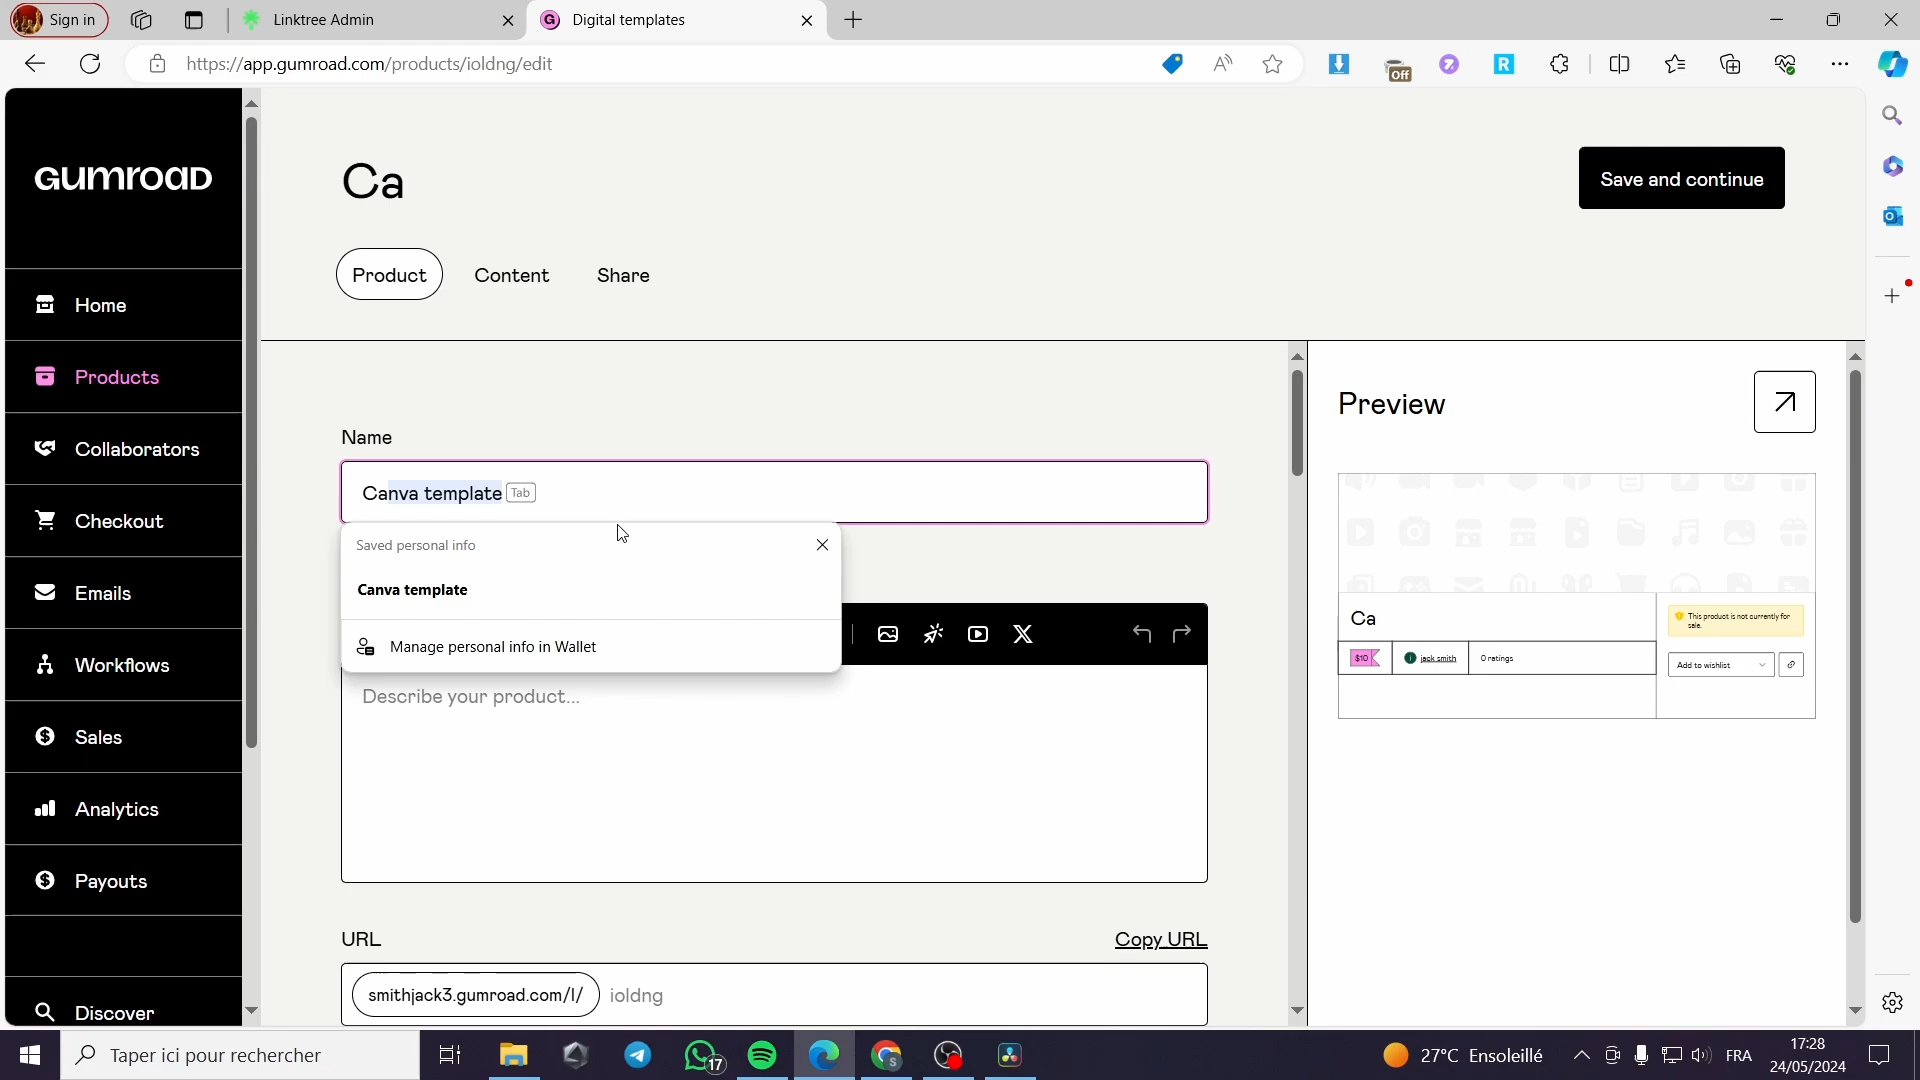 Sign in
Linktree Admin
Digital templates
https://app.gumroad.com/products/ioldng/edit
Off
GUMROAD
Ca
Save and continue
Product
Content
Share
Home
Products
Collaborators
Checkout
Emails
Workflows
Sales
Analytics
Payouts
Discover
Name
Canva template Tab
Saved personal info
Canva template
Manage personal info in Wallet
Describe your product...
URL
Copy URL
smithjack3.gumroad.com/l/ ioldng
Preview
Ca
This product is not currently for
sale.
$10
jack smith
0 ratings
Add to wishlist
Taper ici pour rechercher
17
27°C Ensoleillé
FRA
17:28
24/05/2024